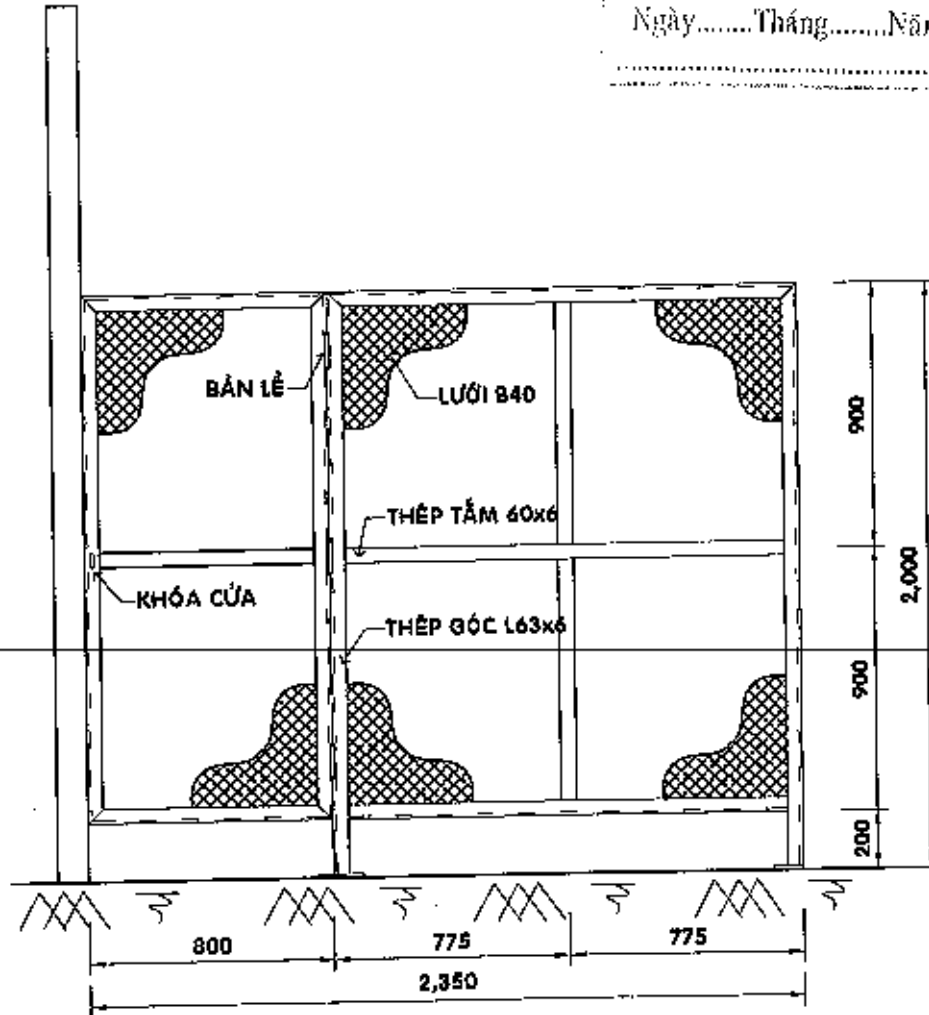 Ngày........Tháng........
BẢN LỀ
LƯỚI B40
THÉP TẤM 60x6
KHÓA CỬA
THÉP GÓC L63x6
900
2,000
900
200
800
775
775
2,350